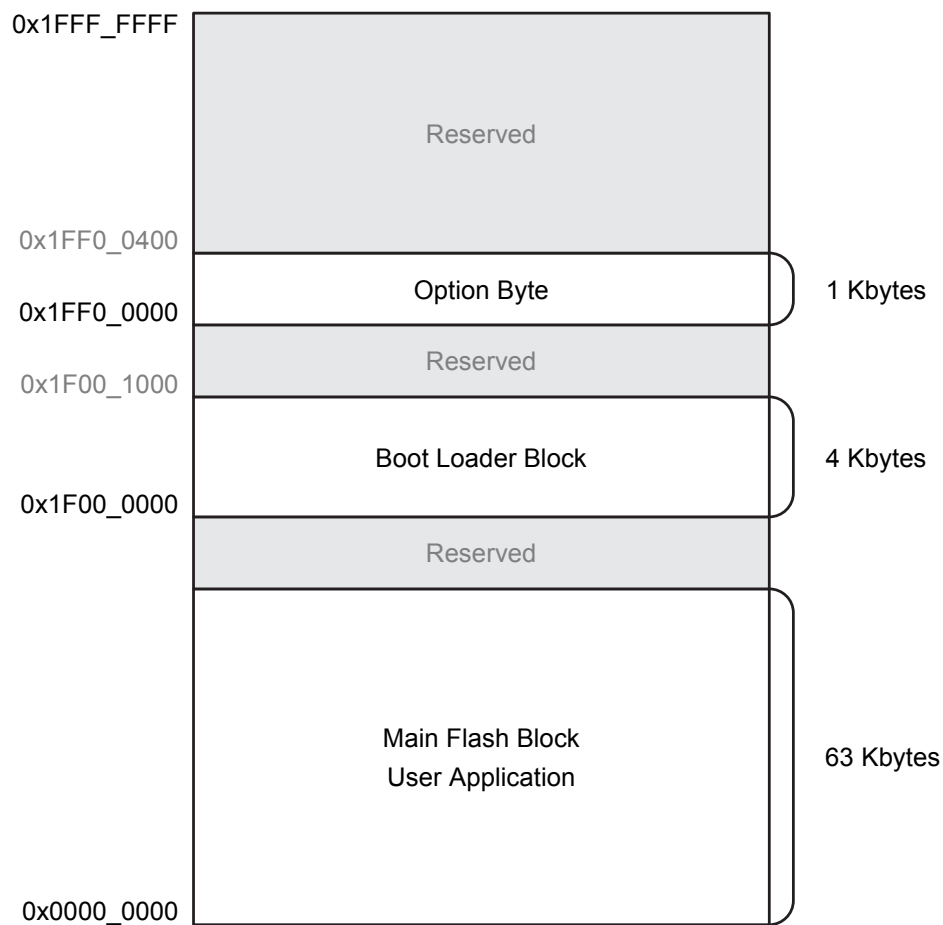 0x1FFF_FFFF
Reserved
0x1FF0_0400
Option Byte
1 Kbytes
0x1FF0_0000
Reserved
0x1F00_1000
Boot Loader Block
4 Kbytes
0x1F00_0000
Reserved
Main Flash Block
User Application
63 Kbytes
0x0000_0000